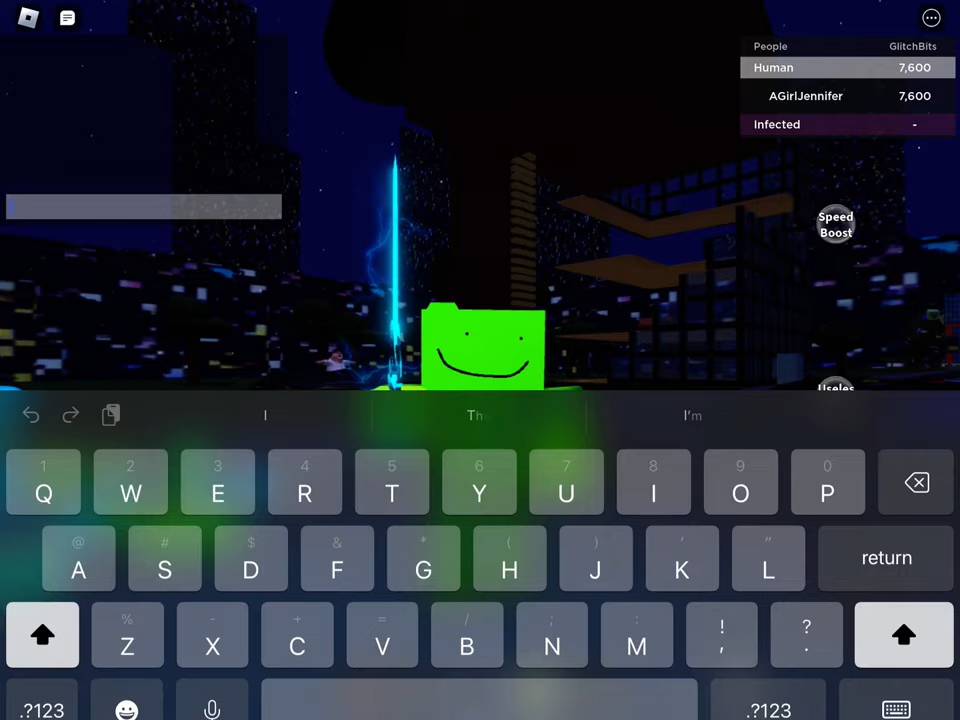 People GlitchBits
Human 7,600
AGirlJennifer 7,600
Infected -
Speed
Boost
Useles
I Th I'm
1 2 3 4 5 6 7 8 9 0
Q W E R T Y U I O P
@ # $ & * ( ) ' "
A S D F G H J K L return
% - + = / ; : ! ?
Z X C V B N M , .
.?123 .?123